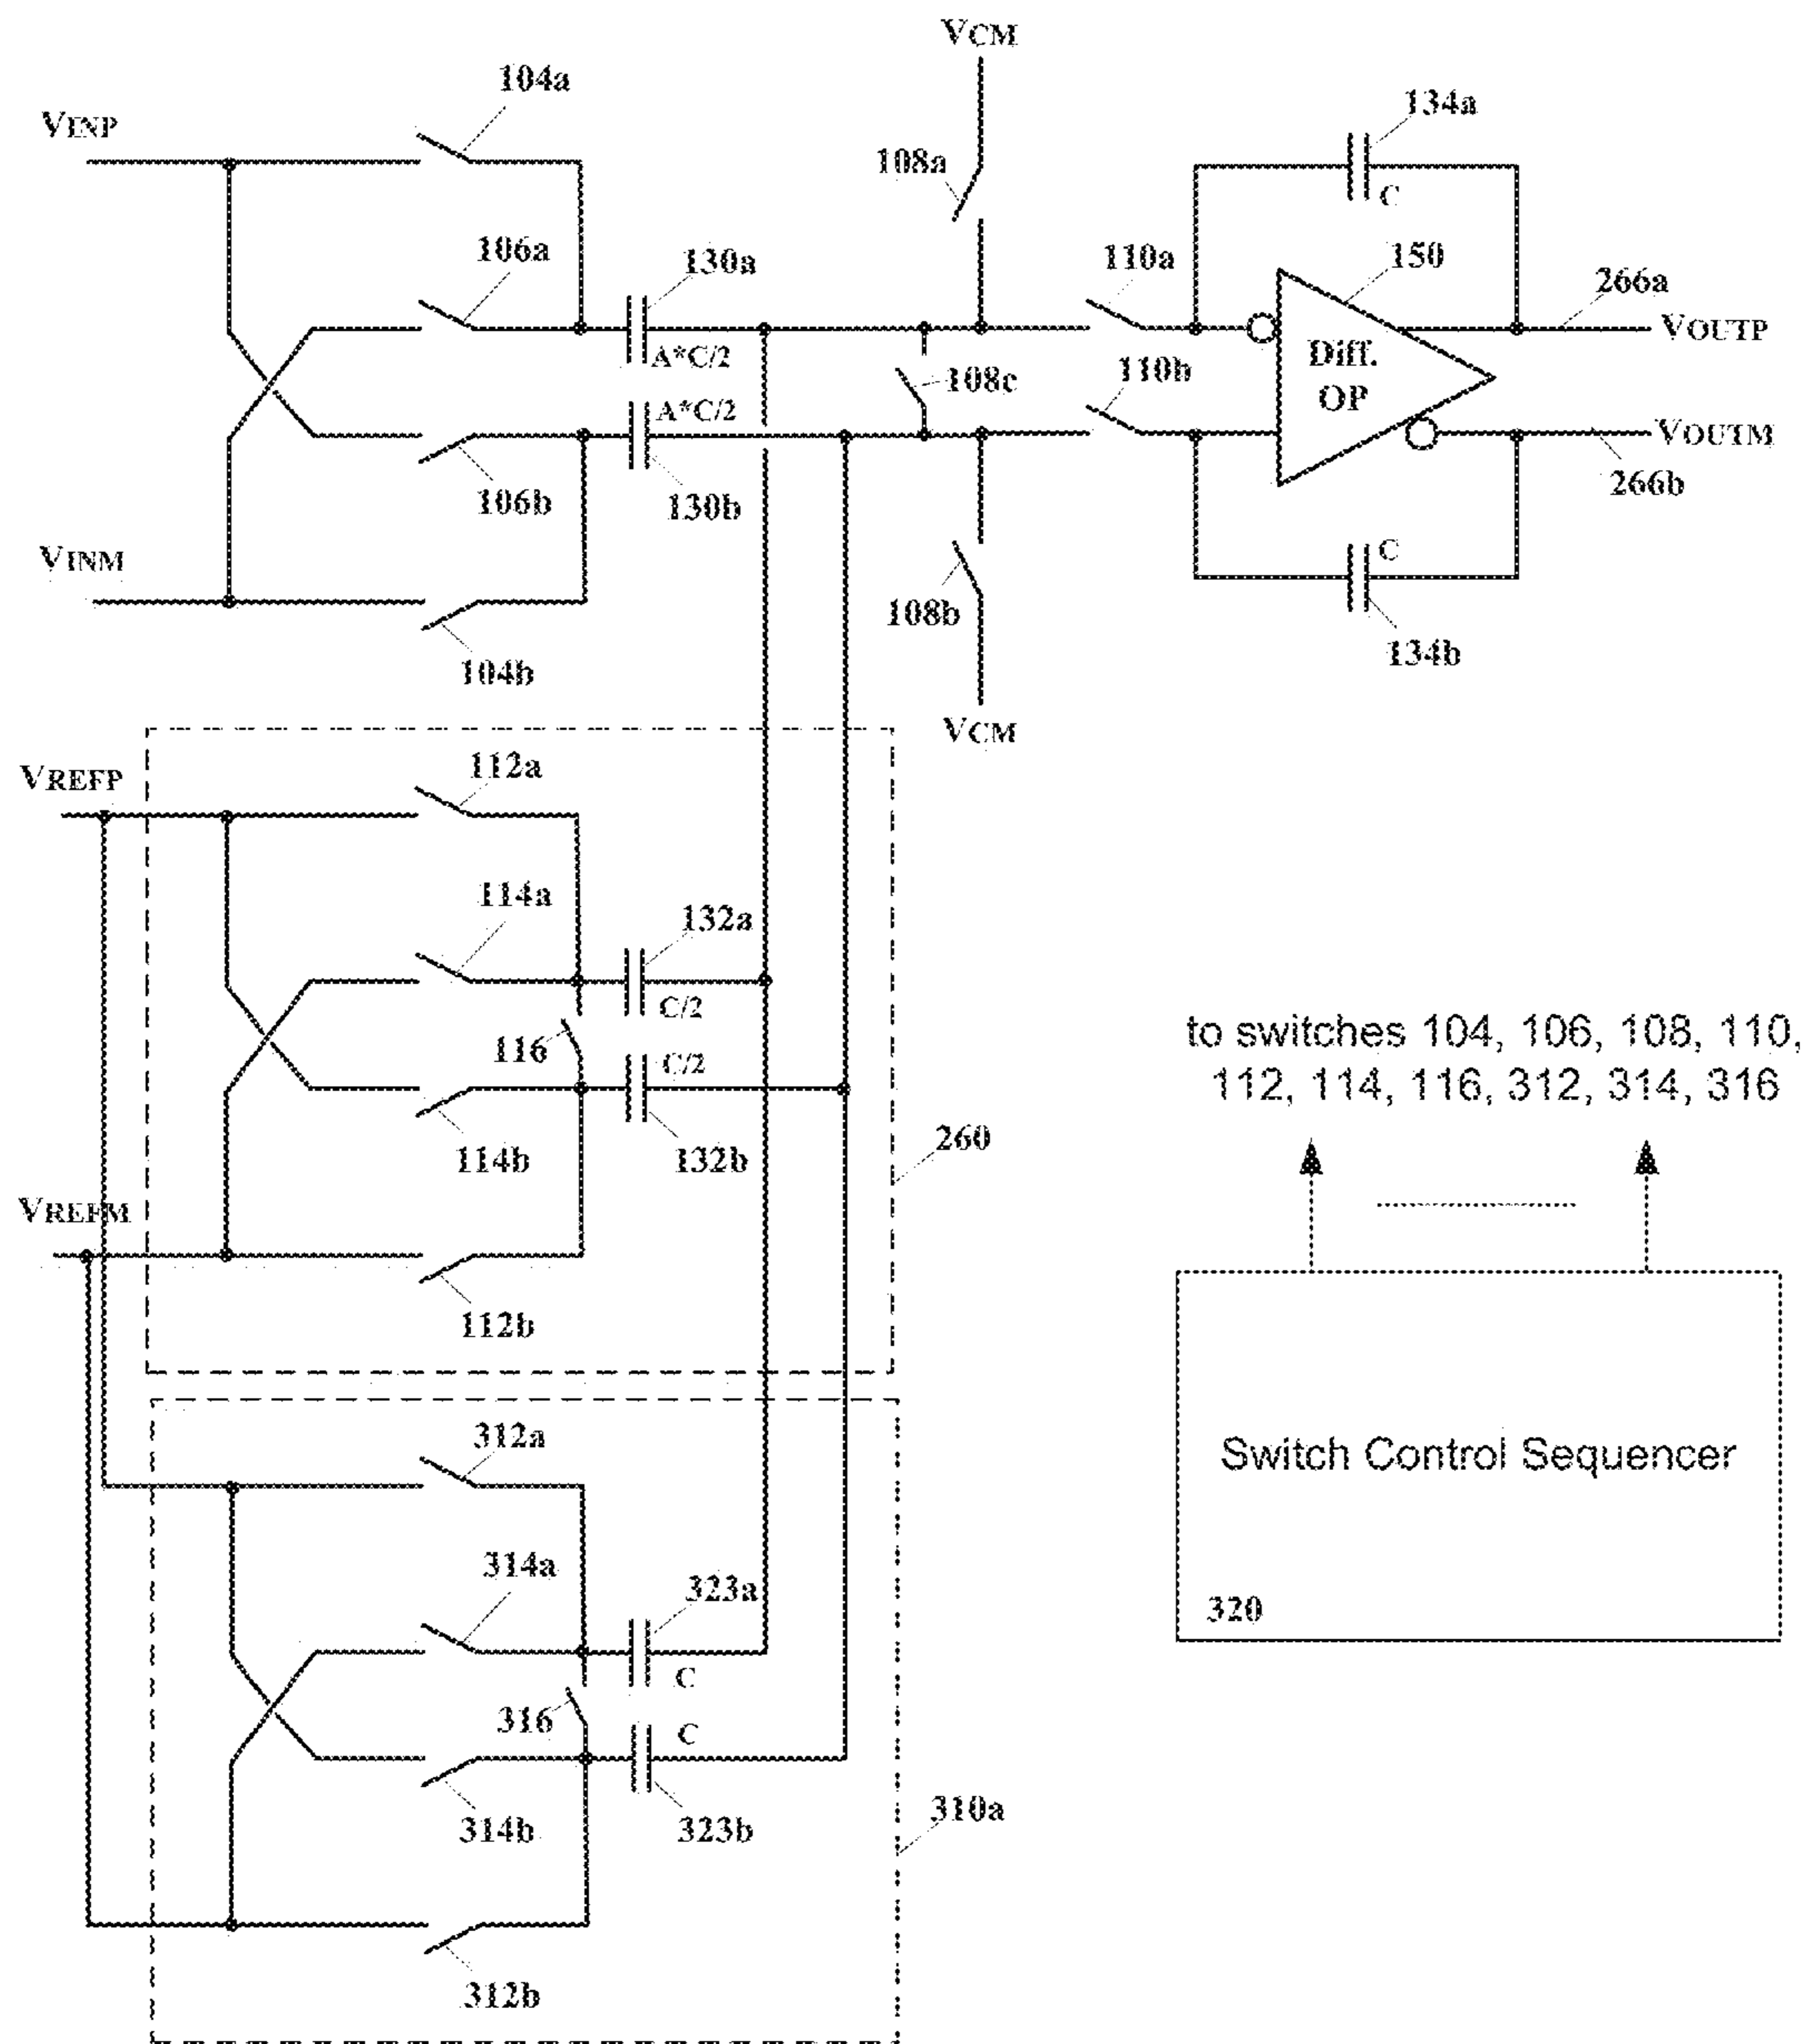 VCM
104a
134a
VINP
108a
C
106a
130a
110a
150
266a
VOUTP
A*C/2
Diff.
OP
108c
110b
A*C/2
VOUTM
106b
130b
266b
VINM
C
108b
134b
104b
VCM
112a
VREFP
114a
132a
C/2
116
C/2
to switches 104, 106, 108, 110,
112, 114, 116, 312, 314, 316
260
114b
132b
VREFM
112b
312a
Switch Control Sequencer
314a
323a
320
C
316
C
314b
323b
310a
312b